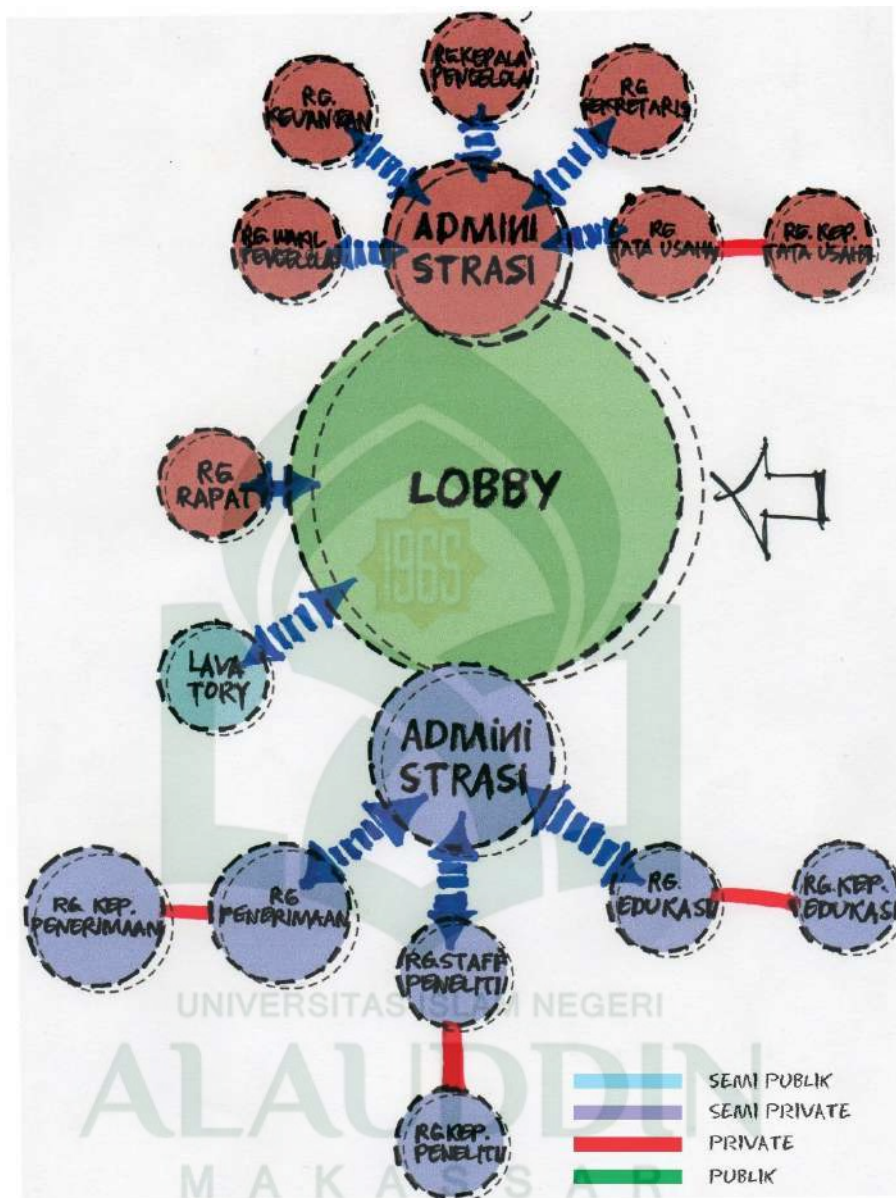 RG. KEPALA
PENGELOLA
RG.
KEUANGAN
RG.
SEKRETARIS
RG. WAKIL
PENGELOLA
ADMINI
STRASI
RG.
TATA USAHA
RG. KEP.
TATA USAHA
RG.
RAPAT
LOBBY
1965
LAVA
TORY
ADMINI
STRASI
RG. KEP.
PENERIMAAN
RG.
PENERIMAAN
RG.
EDUKASI
RG. KEP.
EDUKASI
RG. STAFF
PENELITI
UNIVERSITAS ISLAM NEGERI
ALAUDDIN
RG. KEP.
PENELITI
MAKASSAR
SEMI PUBLIK
SEMI PRIVATE
PRIVATE
PUBLIK